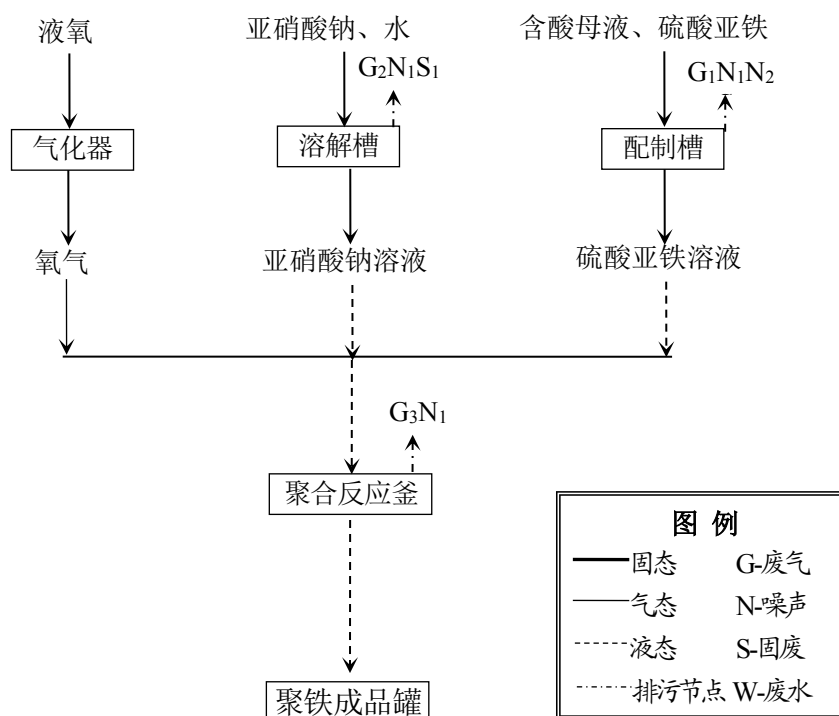 液氧
亚硝酸钠、水
含酸母液、硫酸亚铁
G₂N₁S₁
G₁N₁N₂
气化器
溶解槽
配制槽
氧气
亚硝酸钠溶液
硫酸亚铁溶液
G₃N₁
聚合反应釜
聚铁成品罐
图 例
固态 G-废气
气态 N-噪声
液态 S-固废
排污节点 W-废水